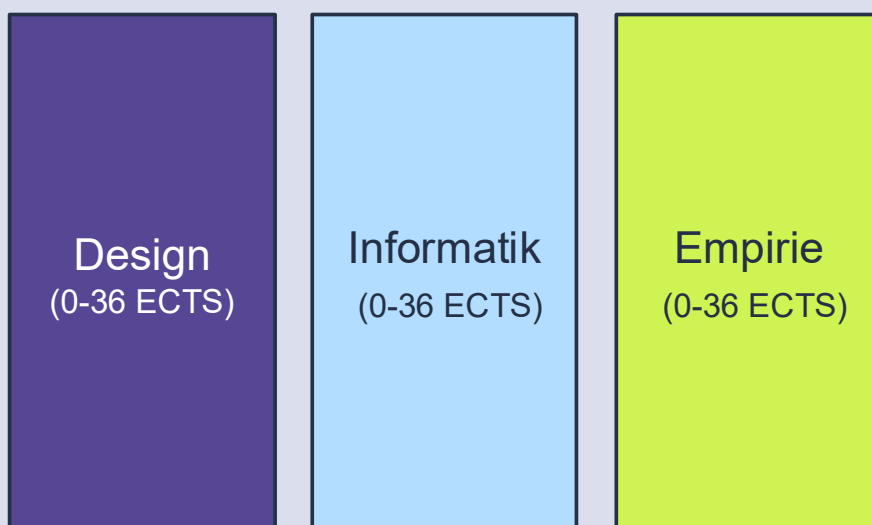 Design
(0-36 ECTS)
Informatik
(0-36 ECTS)
Empirie
(0-36 ECTS)